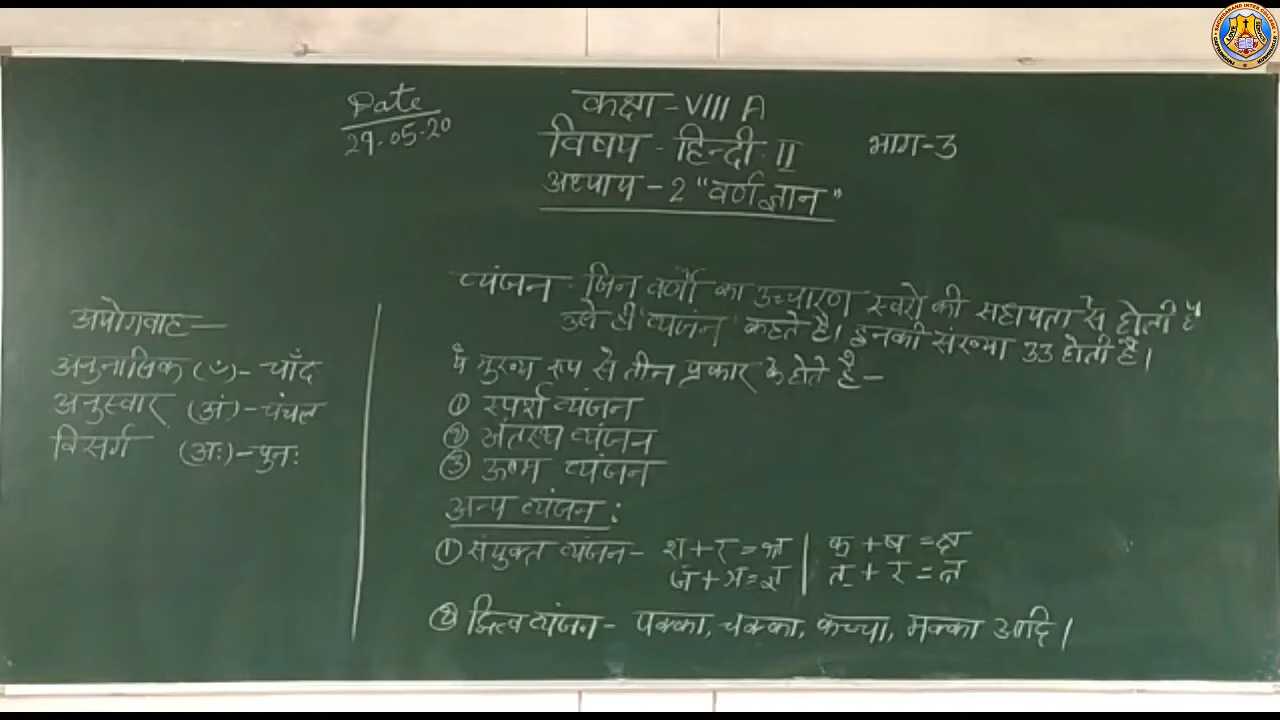 Date
29.05-20
कक्षा - VIII A
विषय - हिन्दी II
भाग-3
अध्याय - 2 "वर्ण ज्ञान"
अयोगवाह —
अनुनासिक (ँ) - चाँद
अनुस्वार (अं) - चंचल
विसर्ग (अः) - पुनः
व्यंजन - जिन वर्णों का उच्चारण स्वरों की सहायता से होती है
उसे ही "व्यंजन" कहते है। इनकी संख्या 33 होती है।
ये मुख्य रूप से तीन प्रकार के होते है -
① स्पर्श व्यंजन
② अंतस्थ व्यंजन
③ ऊष्म व्यंजन
अन्य व्यंजन :
① संयुक्त व्यंजन - श + र = श्र | क् + ष = क्ष
ज् + ञ = ज्ञ | त् + र = त्र
② द्वित्व व्यंजन - पक्का, चक्का, कच्चा, मक्का आदि।